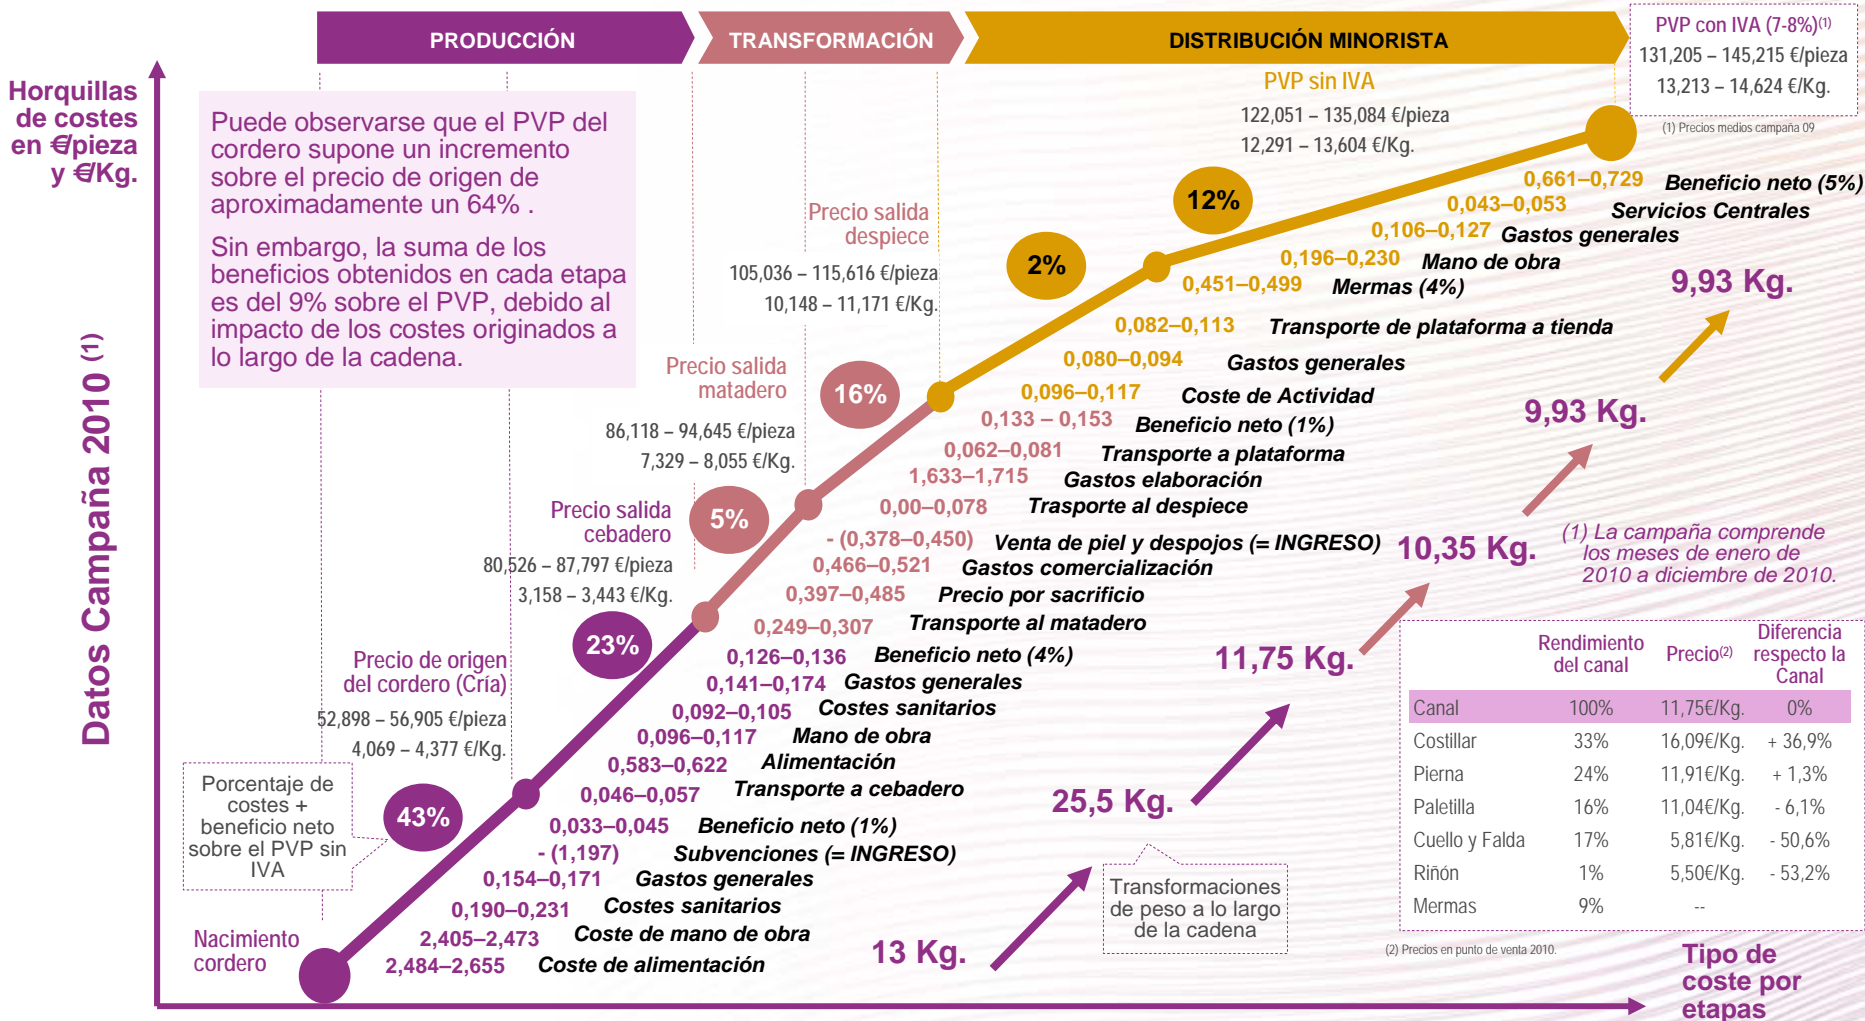 PRODUCCIÓN
TRANSFORMACIÓN
DISTRIBUCIÓN MINORISTA
PVP con IVA (7-8%)(1)
131,205 – 145,215 €/pieza
13,213 – 14,624 €/Kg.
(1) Precios medios campaña 09
Horquillas
de costes
en €/pieza
y €/Kg.
Datos Campaña 2010 (1)
Puede observarse que el PVP del
cordero supone un incremento
sobre el precio de origen de
aproximadamente un 64% .
Sin embargo, la suma de los
beneficios obtenidos en cada etapa
es del 9% sobre el PVP, debido al
impacto de los costes originados a
lo largo de la cadena.
PVP sin IVA
122,051 – 135,084 €/pieza
12,291 – 13,604 €/Kg.
Precio salida
despiece
105,036 – 115,616 €/pieza
10,148 – 11,171 €/Kg.
Precio salida
matadero
86,118 – 94,645 €/pieza
7,329 – 8,055 €/Kg.
Precio salida
cebadero
80,526 – 87,797 €/pieza
3,158 – 3,443 €/Kg.
Precio de origen
del cordero (Cría)
52,898 – 56,905 €/pieza
4,069 – 4,377 €/Kg.
Porcentaje de
costes +
beneficio neto
sobre el PVP sin
IVA
Nacimiento
cordero
43%
23%
5%
16%
2%
12%
0,661–0,729 Beneficio neto (5%)
0,043–0,053 Servicios Centrales
0,106–0,127 Gastos generales
0,196–0,230 Mano de obra
0,451–0,499 Mermas (4%)
0,082–0,113 Transporte de plataforma a tienda
0,080–0,094 Gastos generales
0,096–0,117 Coste de Actividad
0,133 – 0,153 Beneficio neto (1%)
0,062–0,081 Transporte a plataforma
1,633–1,715 Gastos elaboración
0,00–0,078 Trasporte al despiece
- (0,378–0,450) Venta de piel y despojos (= INGRESO)
0,466–0,521 Gastos comercialización
0,397–0,485 Precio por sacrificio
0,249–0,307 Transporte al matadero
0,126–0,136 Beneficio neto (4%)
0,141–0,174 Gastos generales
0,092–0,105 Costes sanitarios
0,096–0,117 Mano de obra
0,583–0,622 Alimentación
0,046–0,057 Transporte a cebadero
0,033–0,045 Beneficio neto (1%)
- (1,197) Subvenciones (= INGRESO)
0,154–0,171 Gastos generales
0,190–0,231 Costes sanitarios
2,405–2,473 Coste de mano de obra
2,484–2,655 Coste de alimentación
13 Kg.
25,5 Kg.
11,75 Kg.
10,35 Kg.
9,93 Kg.
9,93 Kg.
Transformaciones
de peso a lo largo
de la cadena
(1) La campaña comprende
los meses de enero de
2010 a diciembre de 2010.
Rendimiento
del canal
Precio(2)
Diferencia
respecto la
Canal
Canal 100% 11,75€/Kg. 0%
Costillar 33% 16,09€/Kg. + 36,9%
Pierna 24% 11,91€/Kg. + 1,3%
Paletilla 16% 11,04€/Kg. - 6,1%
Cuello y Falda 17% 5,81€/Kg. - 50,6%
Riñón 1% 5,50€/Kg. - 53,2%
Mermas 9% --
(2) Precios en punto de venta 2010.
Tipo de
coste por
etapas